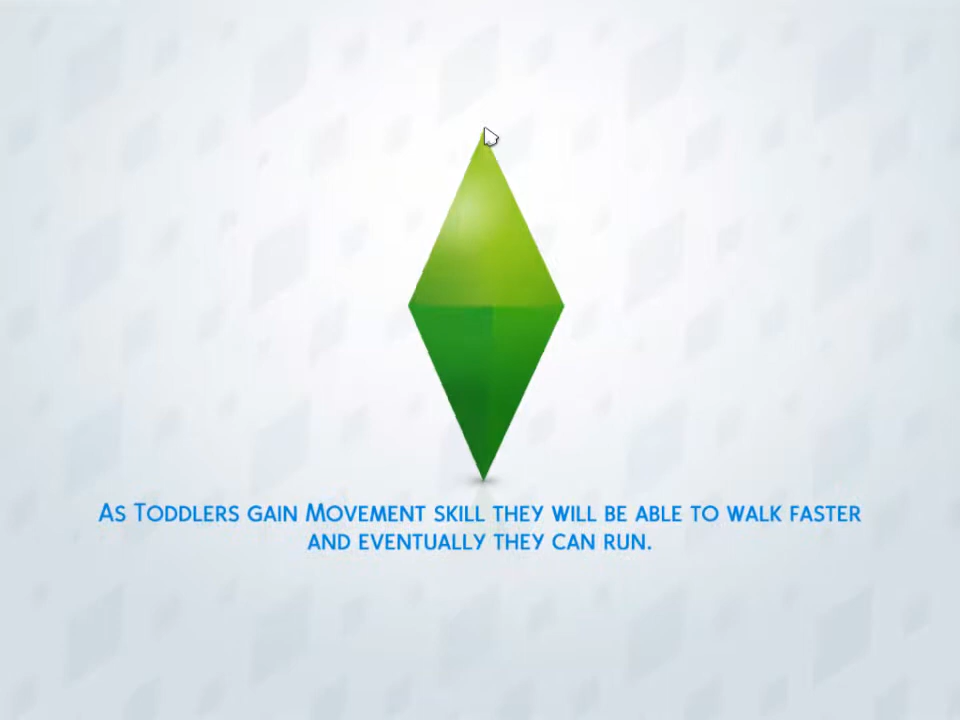 As Toddlers gain Movement skill they will be able to walk faster
and eventually they can run.